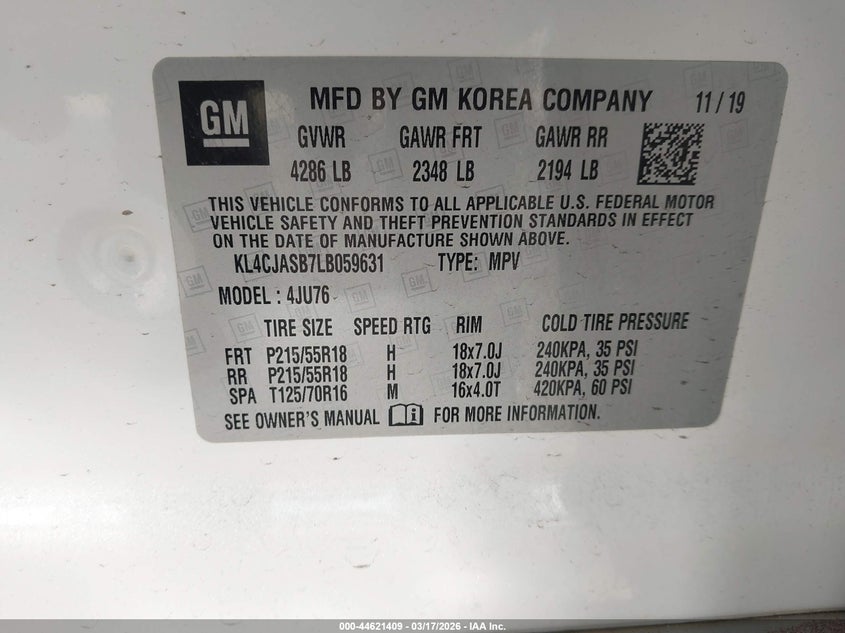 GM
MFD BY GM KOREA COMPANY 11 / 19
GVWR GAWR FRT GAWR RR
4286 LB 2348 LB 2194 LB
THIS VEHICLE CONFORMS TO ALL APPLICABLE U.S. FEDERAL MOTOR
VEHICLE SAFETY AND THEFT PREVENTION STANDARDS IN EFFECT
ON THE DATE OF MANUFACTURE SHOWN ABOVE.
KL4CJASB7LB059631 TYPE: MPV
MODEL : 4JU76
TIRE SIZE SPEED RTG RIM COLD TIRE PRESSURE
FRT P215/55R18 H 18x7.0J 240KPA, 35 PSI
RR P215/55R18 H 18x7.0J 240KPA, 35 PSI
SPA T125/70R16 M 16x4.0T 420KPA, 60 PSI
SEE OWNER'S MANUAL i FOR MORE INFORMATION.
000-44621409 - 03/17/2026 - IAA Inc.